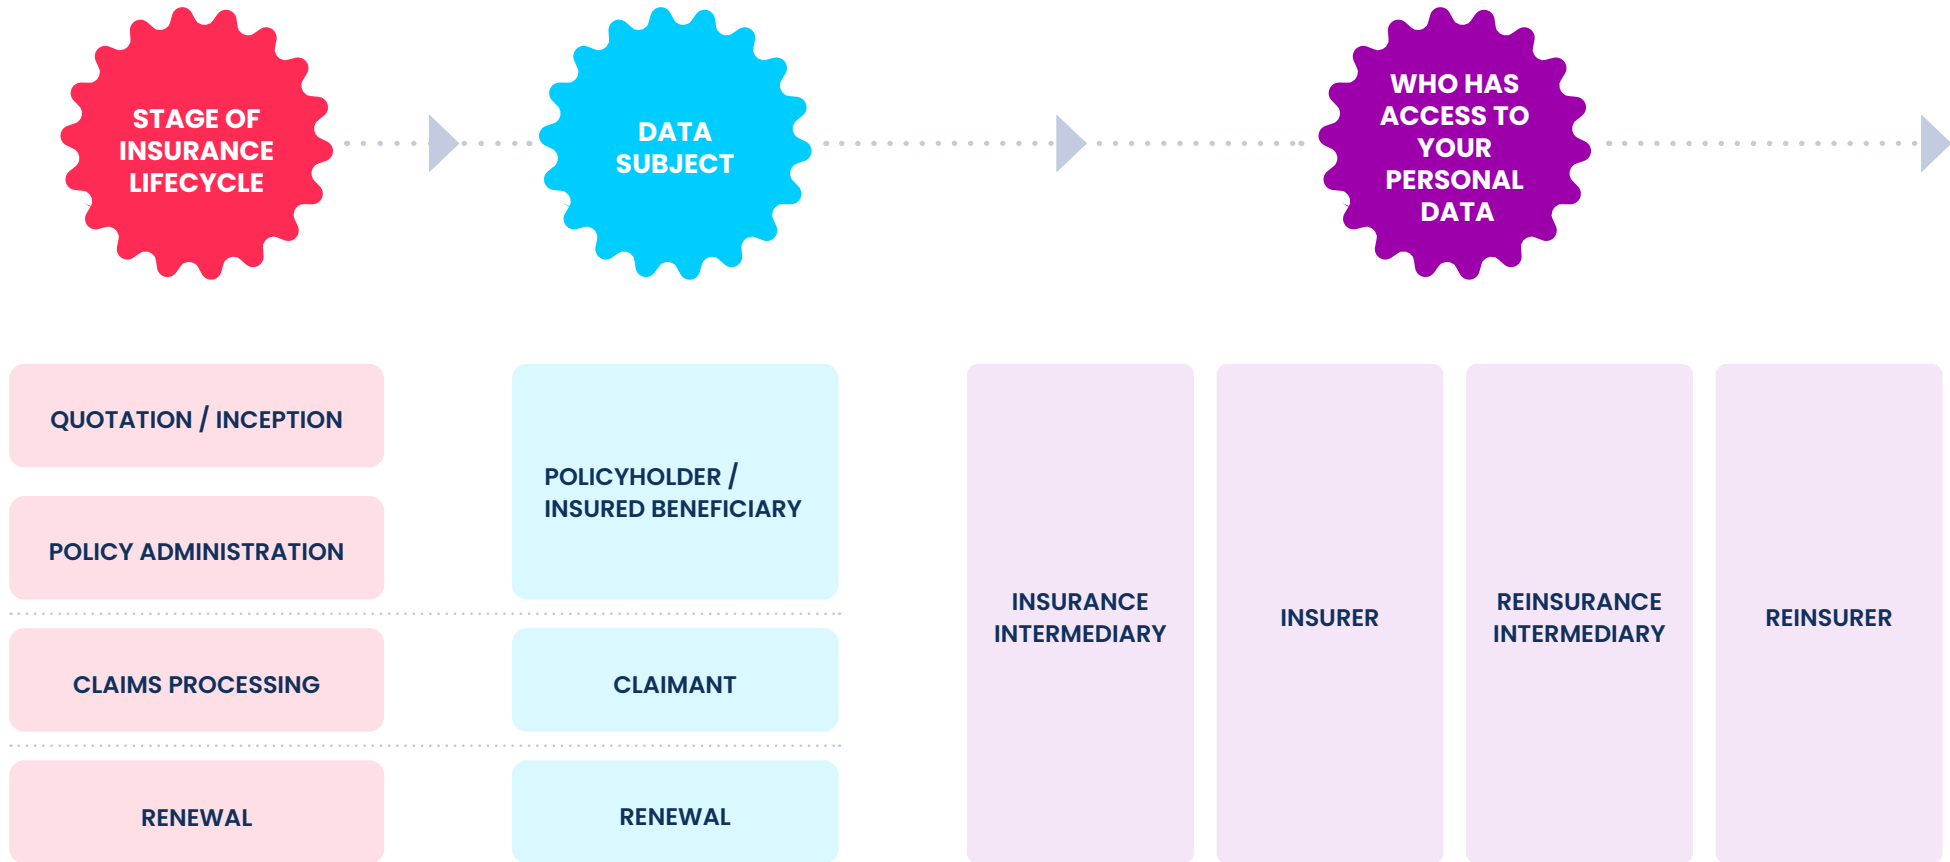 STAGE OF
INSURANCE
LIFECYCLE
DATA
SUBJECT
WHO HAS
ACCESS TO
YOUR
PERSONAL
DATA
QUOTATION / INCEPTION
POLICY ADMINISTRATION
CLAIMS PROCESSING
RENEWAL
POLICYHOLDER /
INSURED BENEFICIARY
CLAIMANT
RENEWAL
INSURANCE
INTERMEDIARY
INSURER
REINSURANCE
INTERMEDIARY
REINSURER